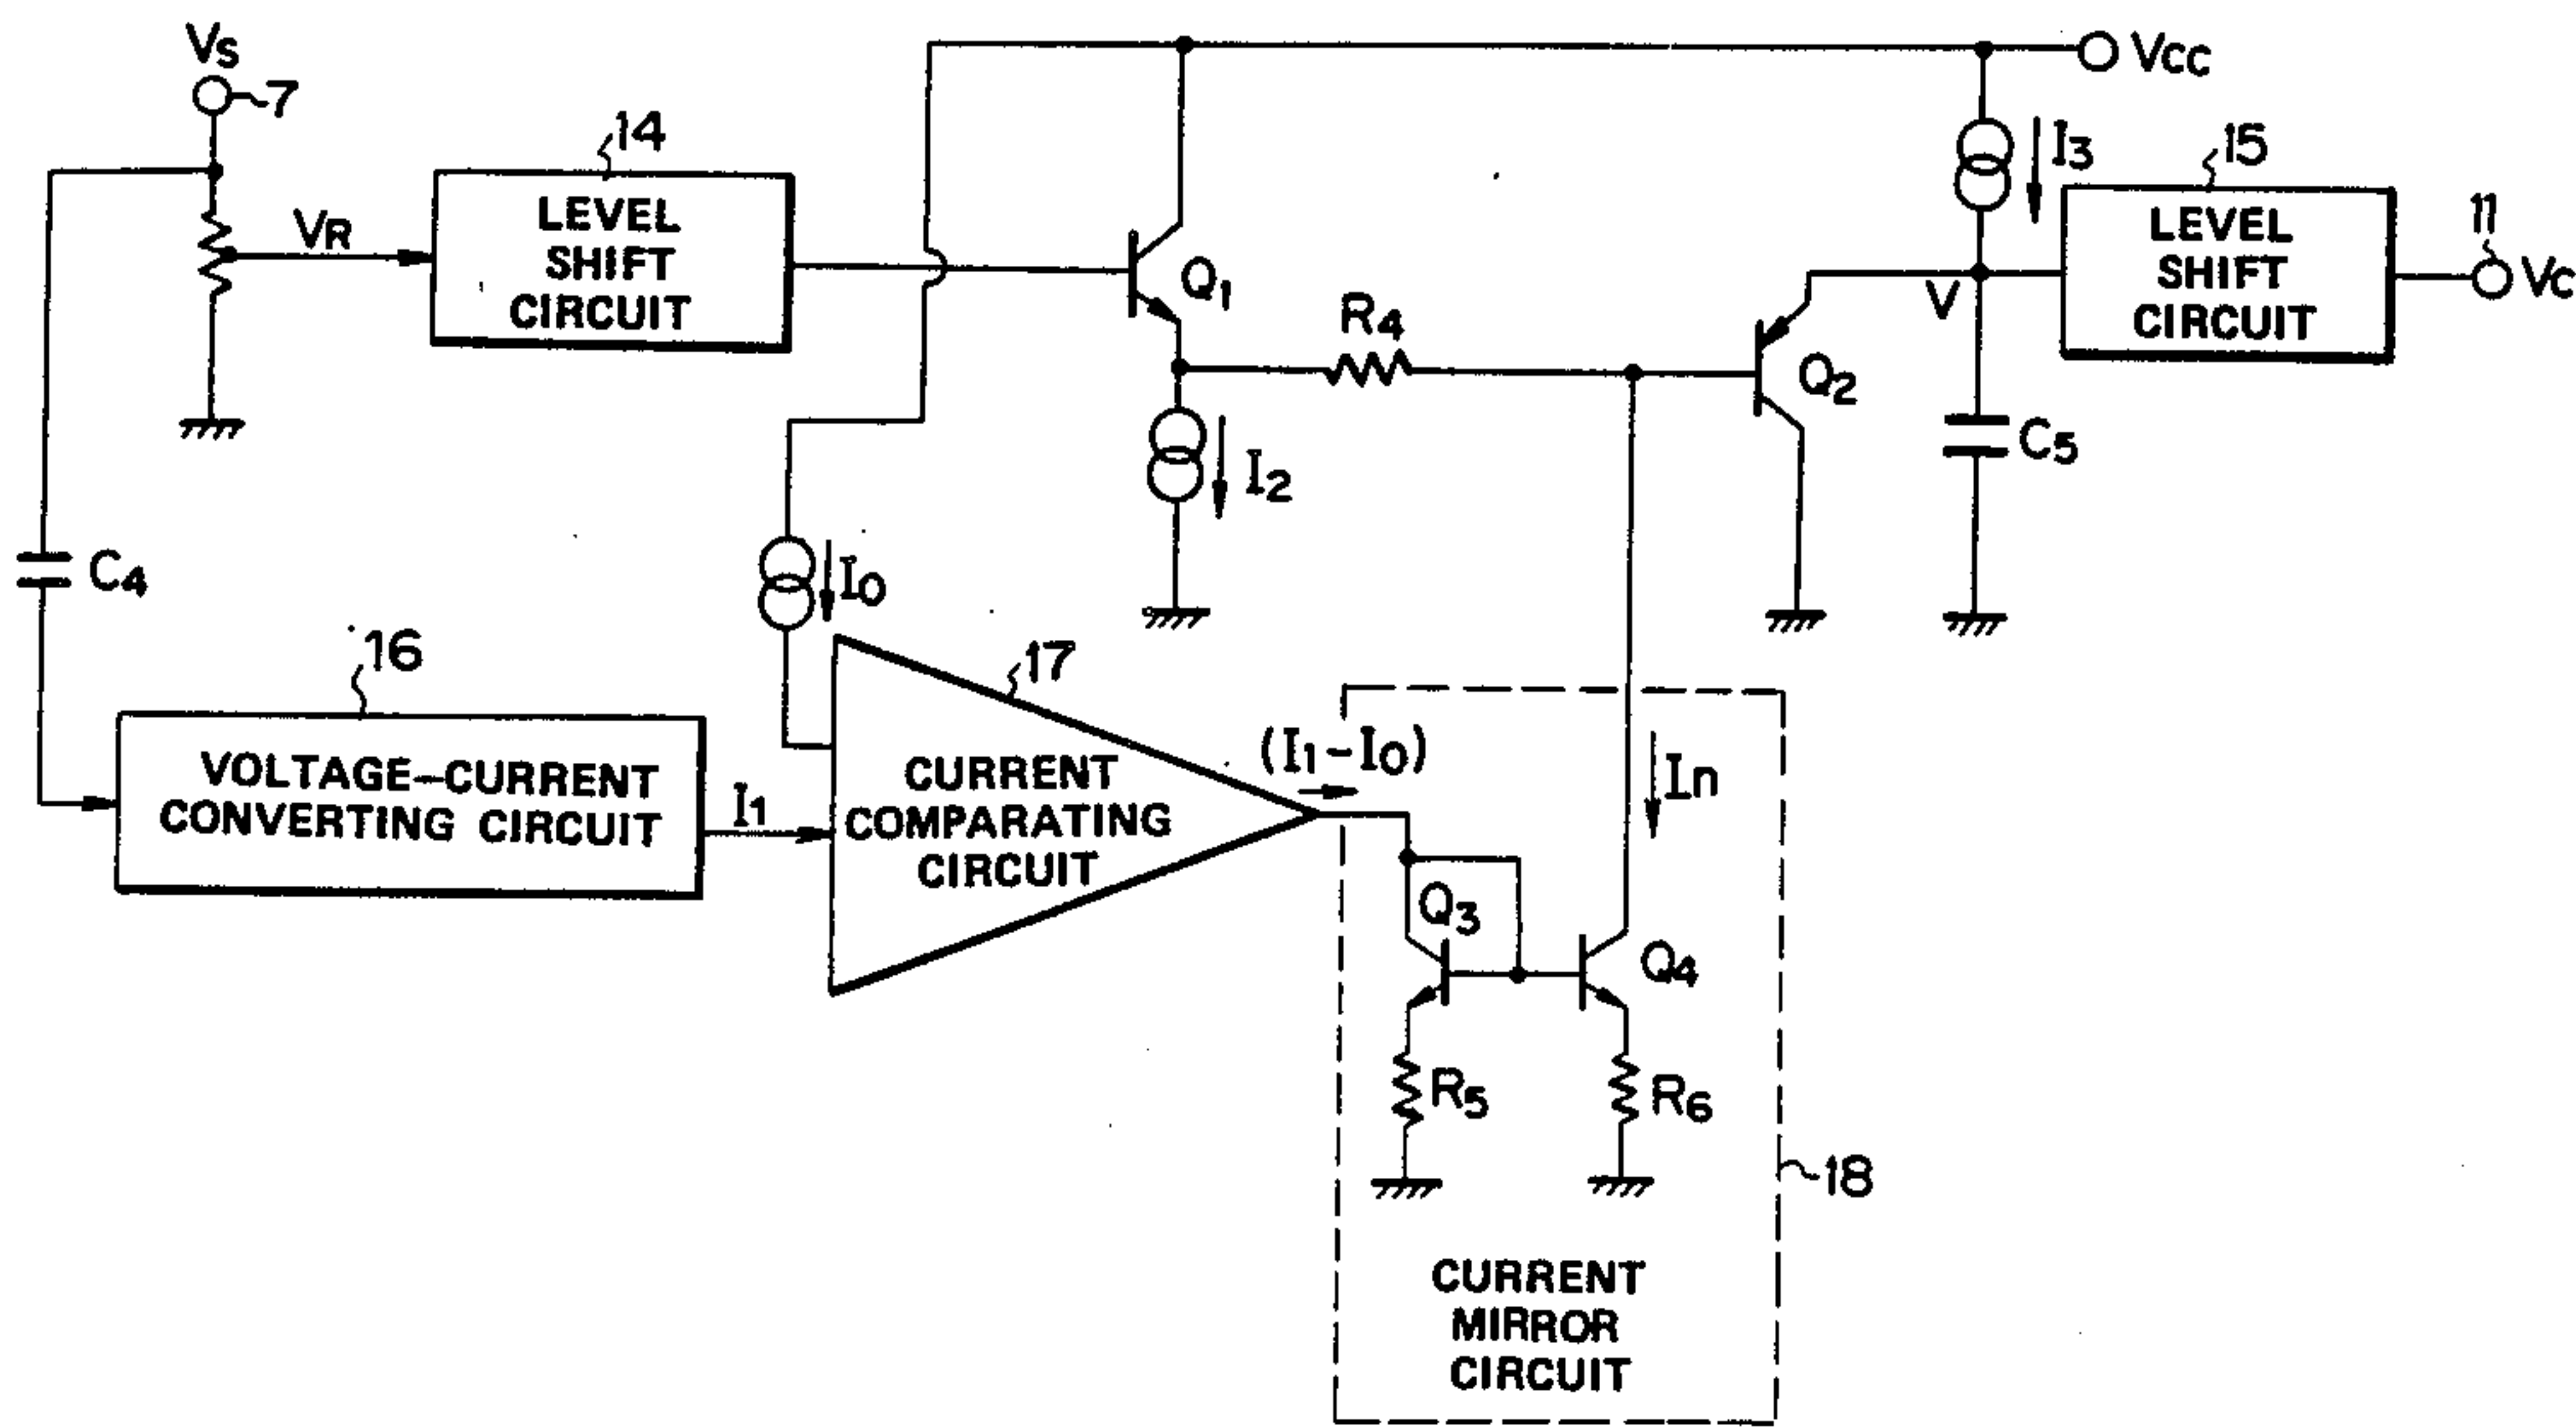 Vs
7
VCC
14
LEVEL
SHIFT
CIRCUIT
VR
I3
15
LEVEL
SHIFT
CIRCUIT
11
VC
Q1
V
R4
Q2
C5
I2
C4
I0
16
VOLTAGE-CURRENT
CONVERTING CIRCUIT
I1
17
CURRENT
COMPARATING
CIRCUIT
(I1-I0)
In
Q3
Q4
R5
R6
18
CURRENT
MIRROR
CIRCUIT